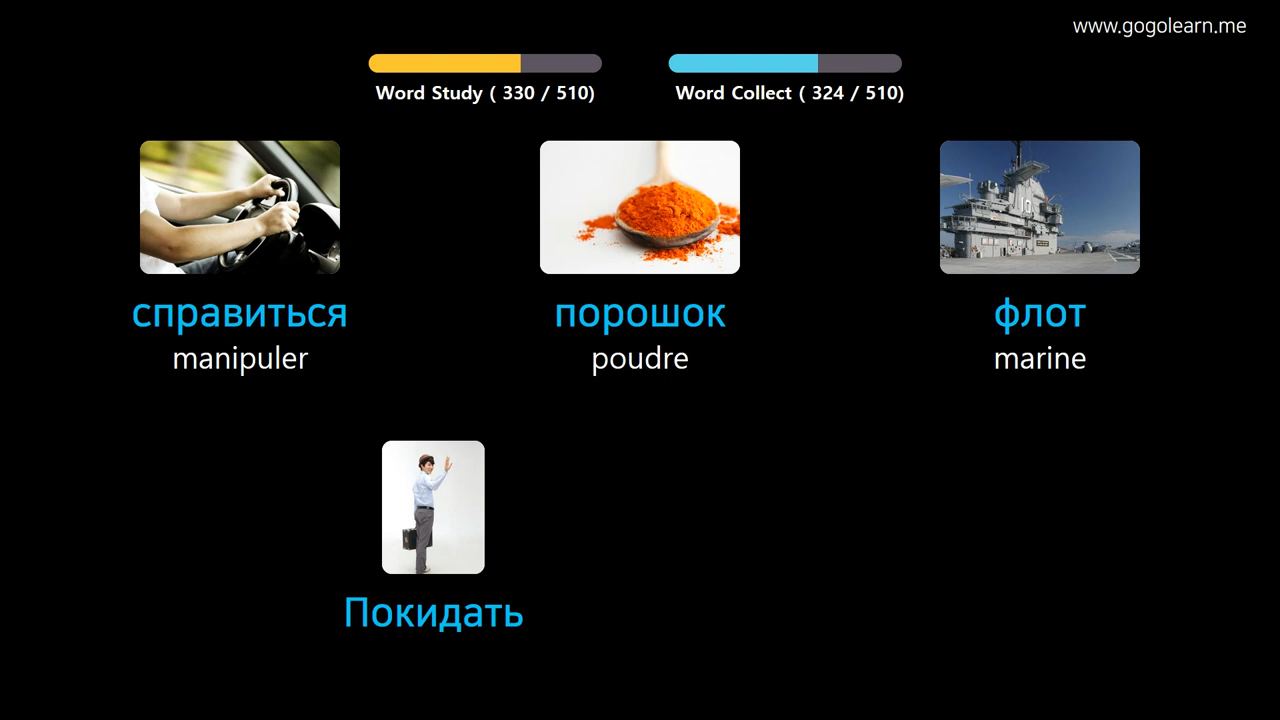 www.gogolearn.me
Word Study ( 330 / 510)
Word Collect ( 324 / 510)
справиться
manipuler
порошок
poudre
флот
marine
Покидать